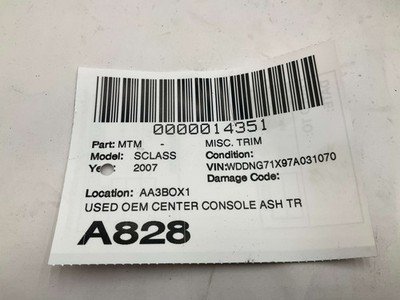 0000014351
Part: MTM - MISC. TRIM
Model: SCLASS Condition:
Year: 2007 VIN:WDDNG71X97A031070
Damage Code:
Location: AA3BOX1
USED OEM CENTER CONSOLE ASH TR
A828